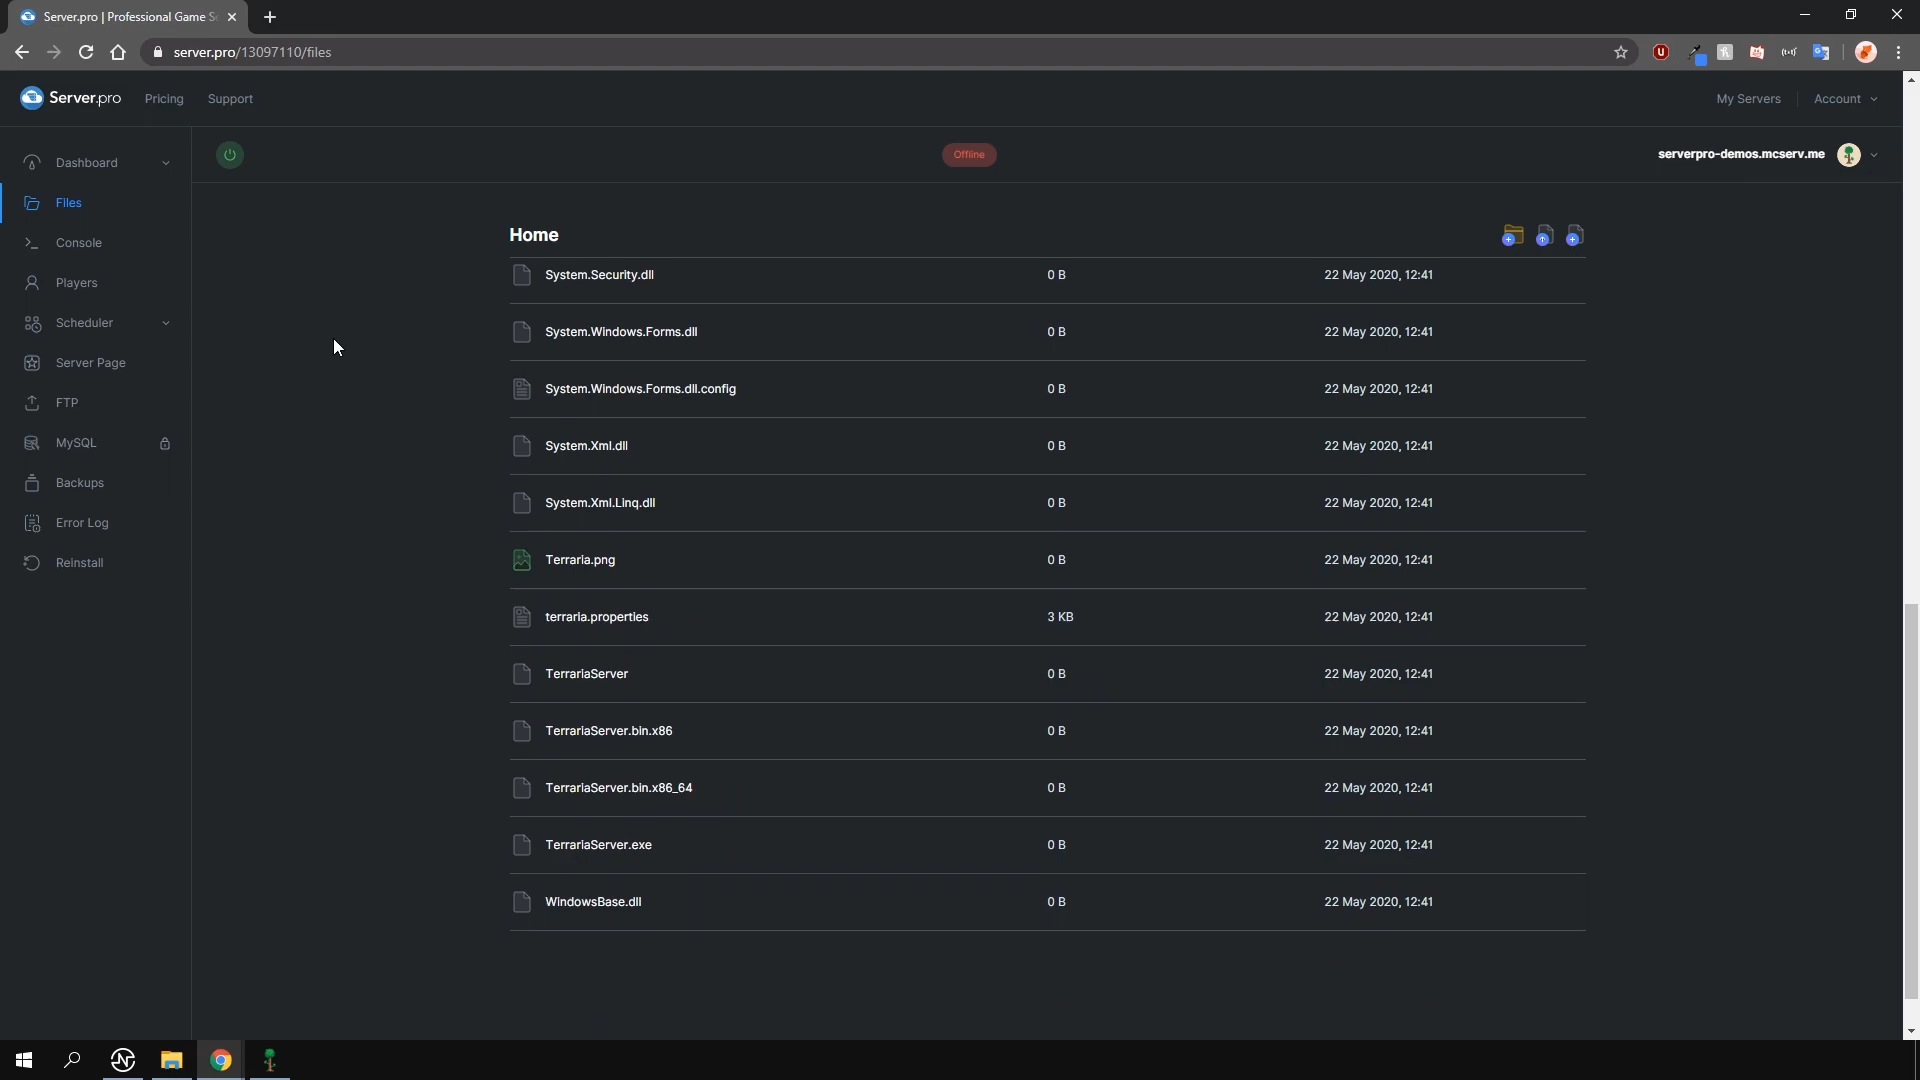 Server.pro | Professional Game S
server.pro/13097110/files
Server.pro
Pricing
Support
My Servers
Account
Dashboard
Offline
serverpro-demos.mcserv.me
Files
Console
Players
Scheduler
Server Page
FTP
MySQL
Backups
Error Log
Reinstall
Home
System.Security.dll 0 B 22 May 2020, 12:41
System.Windows.Forms.dll 0 B 22 May 2020, 12:41
System.Windows.Forms.dll.config 0 B 22 May 2020, 12:41
System.Xml.dll 0 B 22 May 2020, 12:41
System.Xml.Linq.dll 0 B 22 May 2020, 12:41
Terraria.png 0 B 22 May 2020, 12:41
terraria.properties 3 KB 22 May 2020, 12:41
TerrariaServer 0 B 22 May 2020, 12:41
TerrariaServer.bin.x86 0 B 22 May 2020, 12:41
TerrariaServer.bin.x86_64 0 B 22 May 2020, 12:41
TerrariaServer.exe 0 B 22 May 2020, 12:41
WindowsBase.dll 0 B 22 May 2020, 12:41